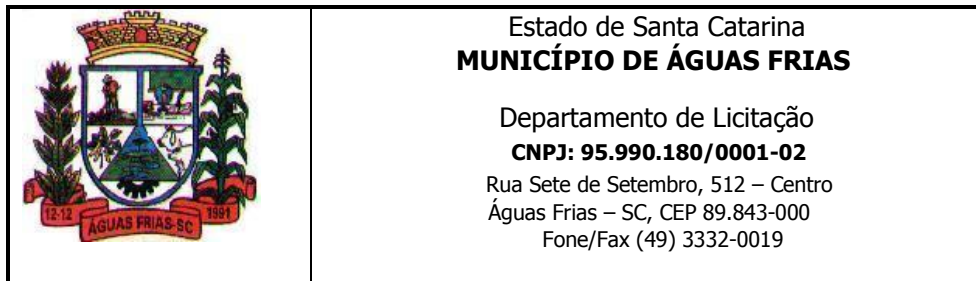 12-12
ÁGUAS FRIAS-SC
1991
Estado de Santa Catarina
MUNICÍPIO DE ÁGUAS FRIAS
Departamento de Licitação
CNPJ: 95.990.180/0001-02
Rua Sete de Setembro, 512 – Centro
Águas Frias – SC, CEP 89.843-000
Fone/Fax (49) 3332-0019